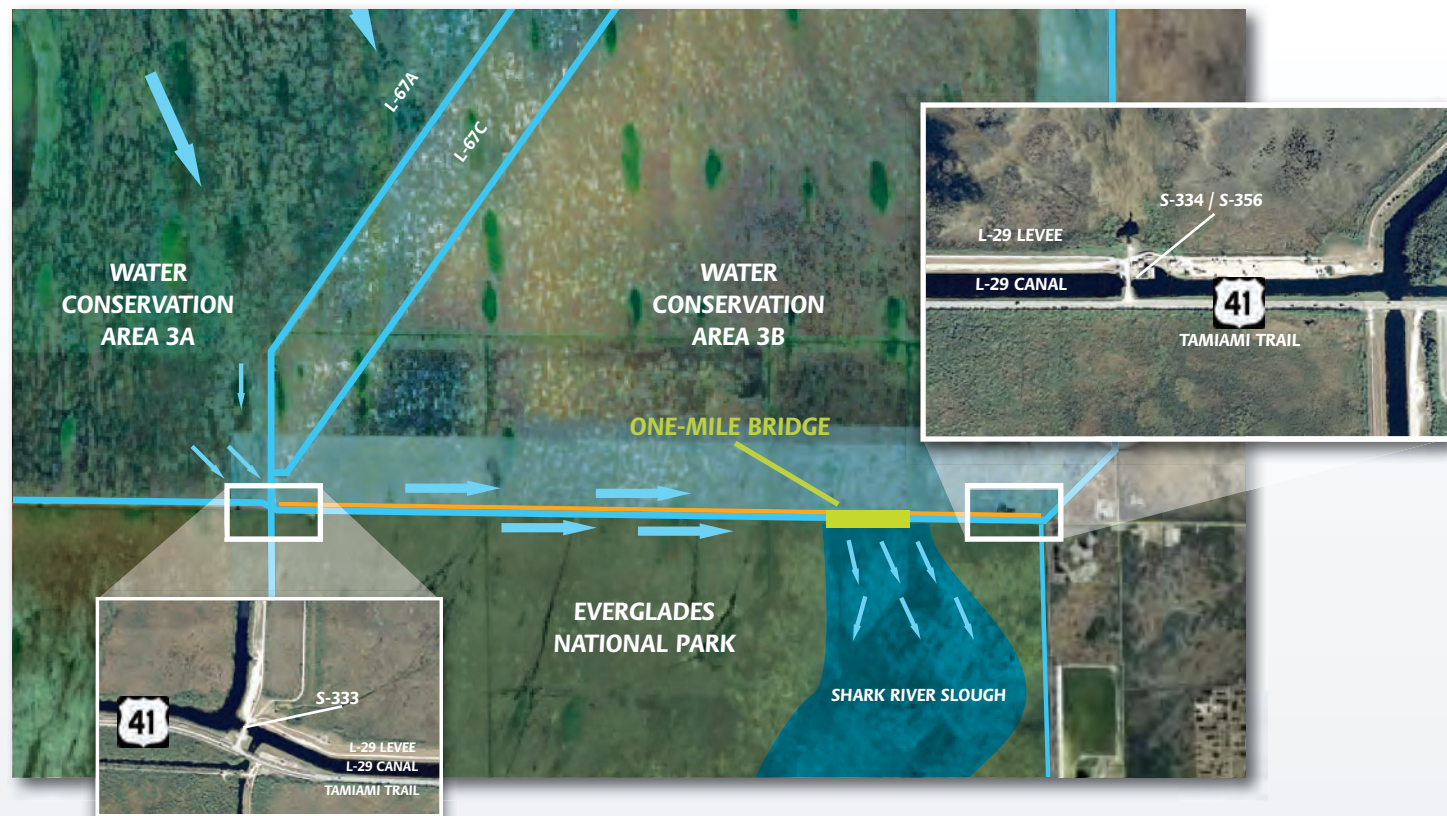 L-67A
L-67C
WATER
CONSERVATION
AREA 3A
WATER
CONSERVATION
AREA 3B
S-334 / S-356
L-29 LEVEE
L-29 CANAL
41
TAMIAMI TRAIL
ONE-MILE BRIDGE
EVERGLADES
NATIONAL PARK
SHARK RIVER SLOUGH
S-333
41
L-29 LEVEE
L-29 CANAL
TAMIAMI TRAIL